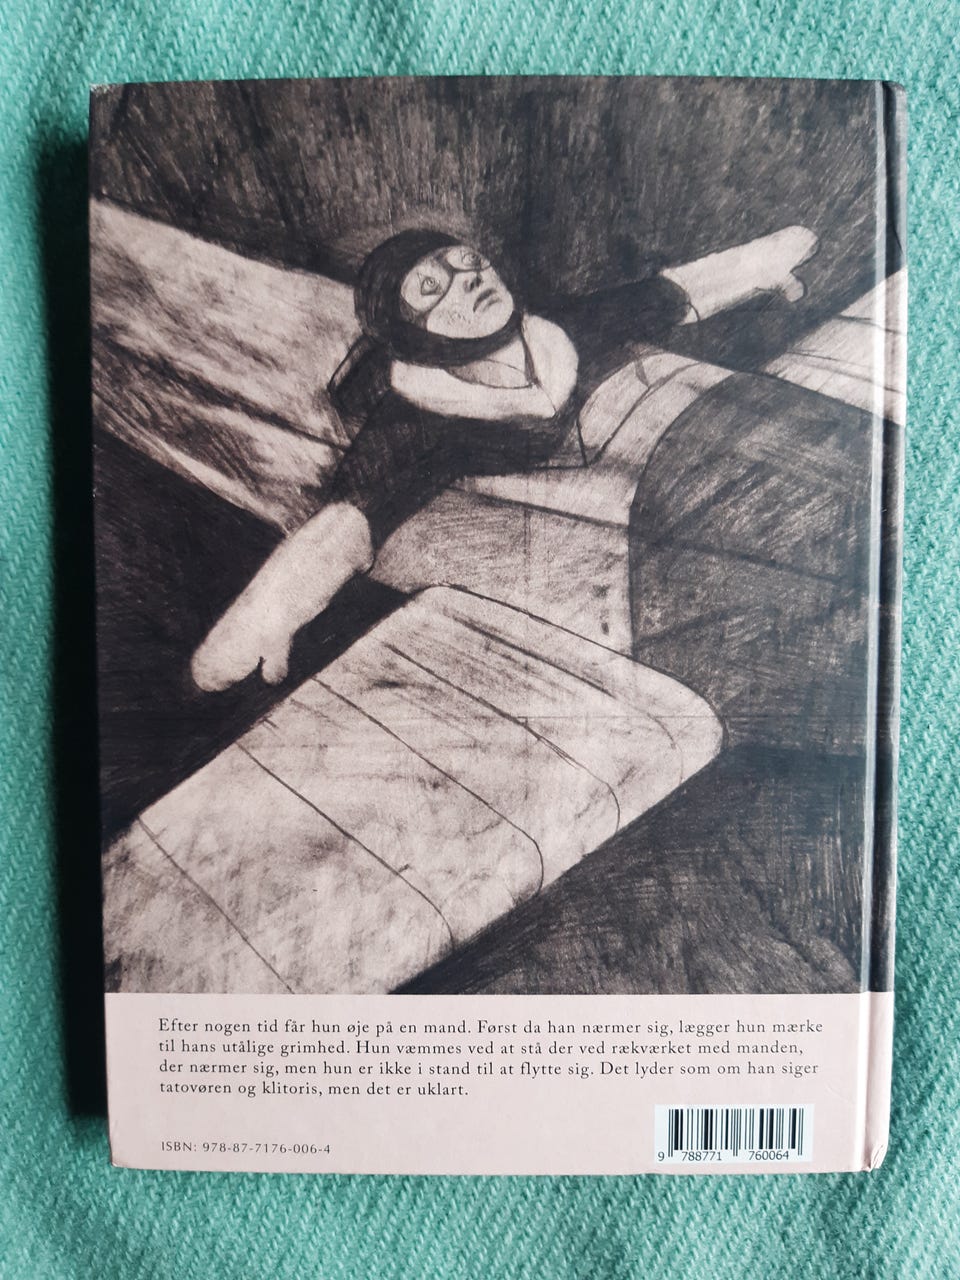 Efter nogen tid får hun øje på en mand. Først da han nærmer sig, lægger hun mærke
til hans utålige grimhed. Hun væmmes ved at stå der ved rækværket med manden,
der nærmer sig, men hun er ikke i stand til at flytte sig. Det lyder som om han siger
tatovøren og klitoris, men det er uklart.
ISBN: 978-87-7176-006-4
9 788771 760064